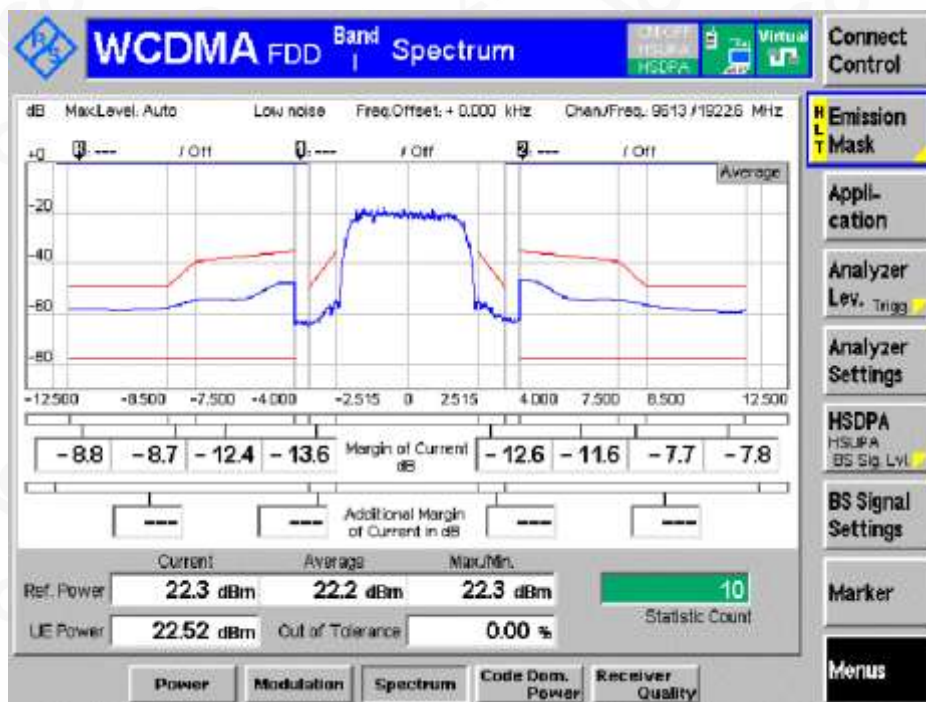 WCDMA FDD Band I Spectrum
HSDPA
Virtual
Connect Control
dB Max.Level: Auto Low noise Freq.Offset: + 0.000 kHz Chan./Freq.: 9613 /1922.6 MHz
--- / Off --- / Off 2: --- / Off
+0
Average
-20
-40
-60
-80
-12.500 -8.500 -7.500 -4.000 -2.515 0 2.515 4.000 7.500 8.500 12.500
- 8.8 - 8.7 - 12.4 - 13.6 Margin of Current dB - 12.6 - 11.6 - 7.7 - 7.8
--- --- Additional Margin of Current in dB --- ---
Current Average Max./Min.
Ref. Power 22.3 dBm 22.2 dBm 22.3 dBm 10
Statistic Count
UE Power 22.52 dBm Out of Tolerance 0.00 %
Power Modulation Spectrum Code Dom. Power Receiver Quality
HLT
Emission Mask
Appli-
cation
Analyzer
Lev. Trigg
Analyzer
Settings
HSDPA
HSUPA
BS Sig. Lvl.
BS Signal
Settings
Marker
Menus